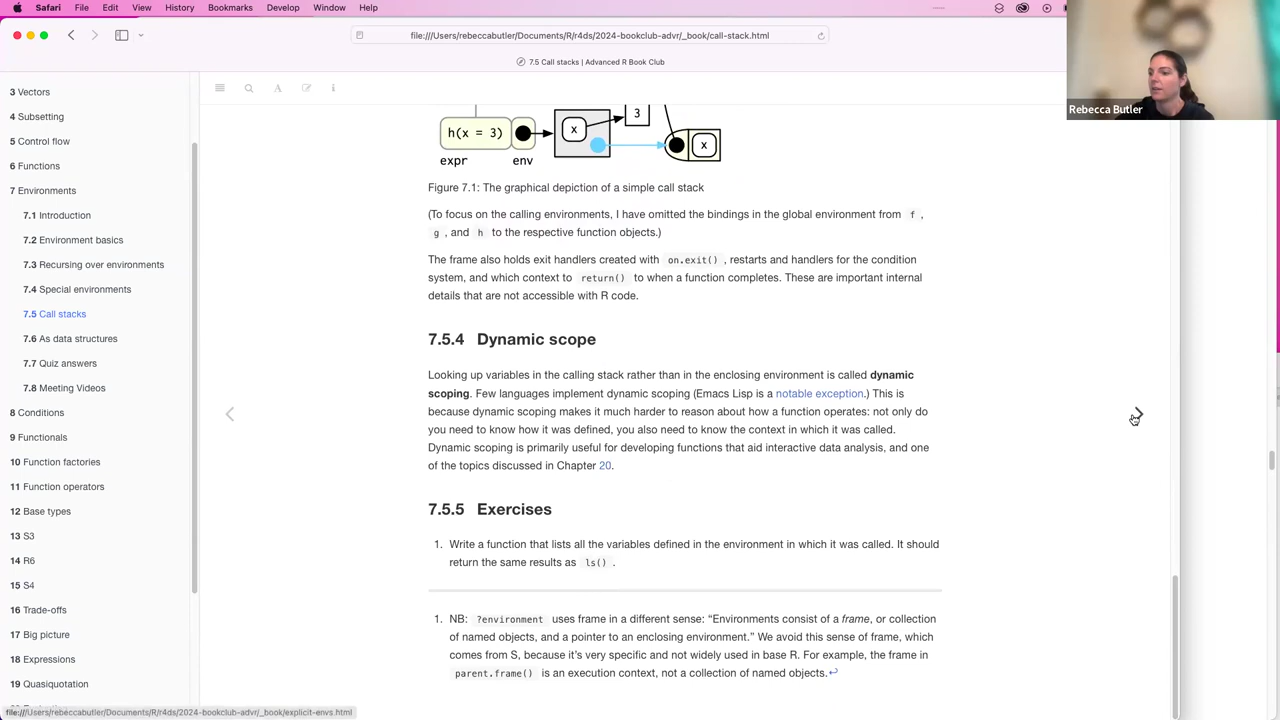 Safari File Edit View History Bookmarks Develop Window Help
file:///Users/rebeccabutler/Documents/R/r4ds/2024-bookclub-advr/_book/call-stack.html
7.5 Call stacks | Advanced R Book Club
Rebecca Butler
3 Vectors
4 Subsetting
5 Control flow
6 Functions
7 Environments
7.1 Introduction
7.2 Environment basics
7.3 Recursing over environments
7.4 Special environments
7.5 Call stacks
7.6 As data structures
7.7 Quiz answers
7.8 Meeting Videos
8 Conditions
9 Functionals
10 Function factories
11 Function operators
12 Base types
13 S3
14 R6
15 S4
16 Trade-offs
17 Big picture
18 Expressions
19 Quasiquotation
h(x = 3) x 3 x
expr env
Figure 7.1: The graphical depiction of a simple call stack
(To focus on the calling environments, I have omitted the bindings in the global environment from f ,
g , and h to the respective function objects.)
The frame also holds exit handlers created with on.exit() , restarts and handlers for the condition
system, and which context to return() to when a function completes. These are important internal
details that are not accessible with R code.
7.5.4 Dynamic scope
Looking up variables in the calling stack rather than in the enclosing environment is called dynamic
scoping. Few languages implement dynamic scoping (Emacs Lisp is a notable exception.) This is
because dynamic scoping makes it much harder to reason about how a function operates: not only do
you need to know how it was defined, you also need to know the context in which it was called.
Dynamic scoping is primarily useful for developing functions that aid interactive data analysis, and one
of the topics discussed in Chapter 20.
7.5.5 Exercises
1. Write a function that lists all the variables defined in the environment in which it was called. It should
return the same results as ls() .
1. NB: ?environment uses frame in a different sense: “Environments consist of a frame, or collection
of named objects, and a pointer to an enclosing environment.” We avoid this sense of frame, which
comes from S, because it’s very specific and not widely used in base R. For example, the frame in
parent.frame() is an execution context, not a collection of named objects.↩
file:///Users/rebeccabutler/Documents/R/r4ds/2024-bookclub-advr/_book/explicit-envs.html